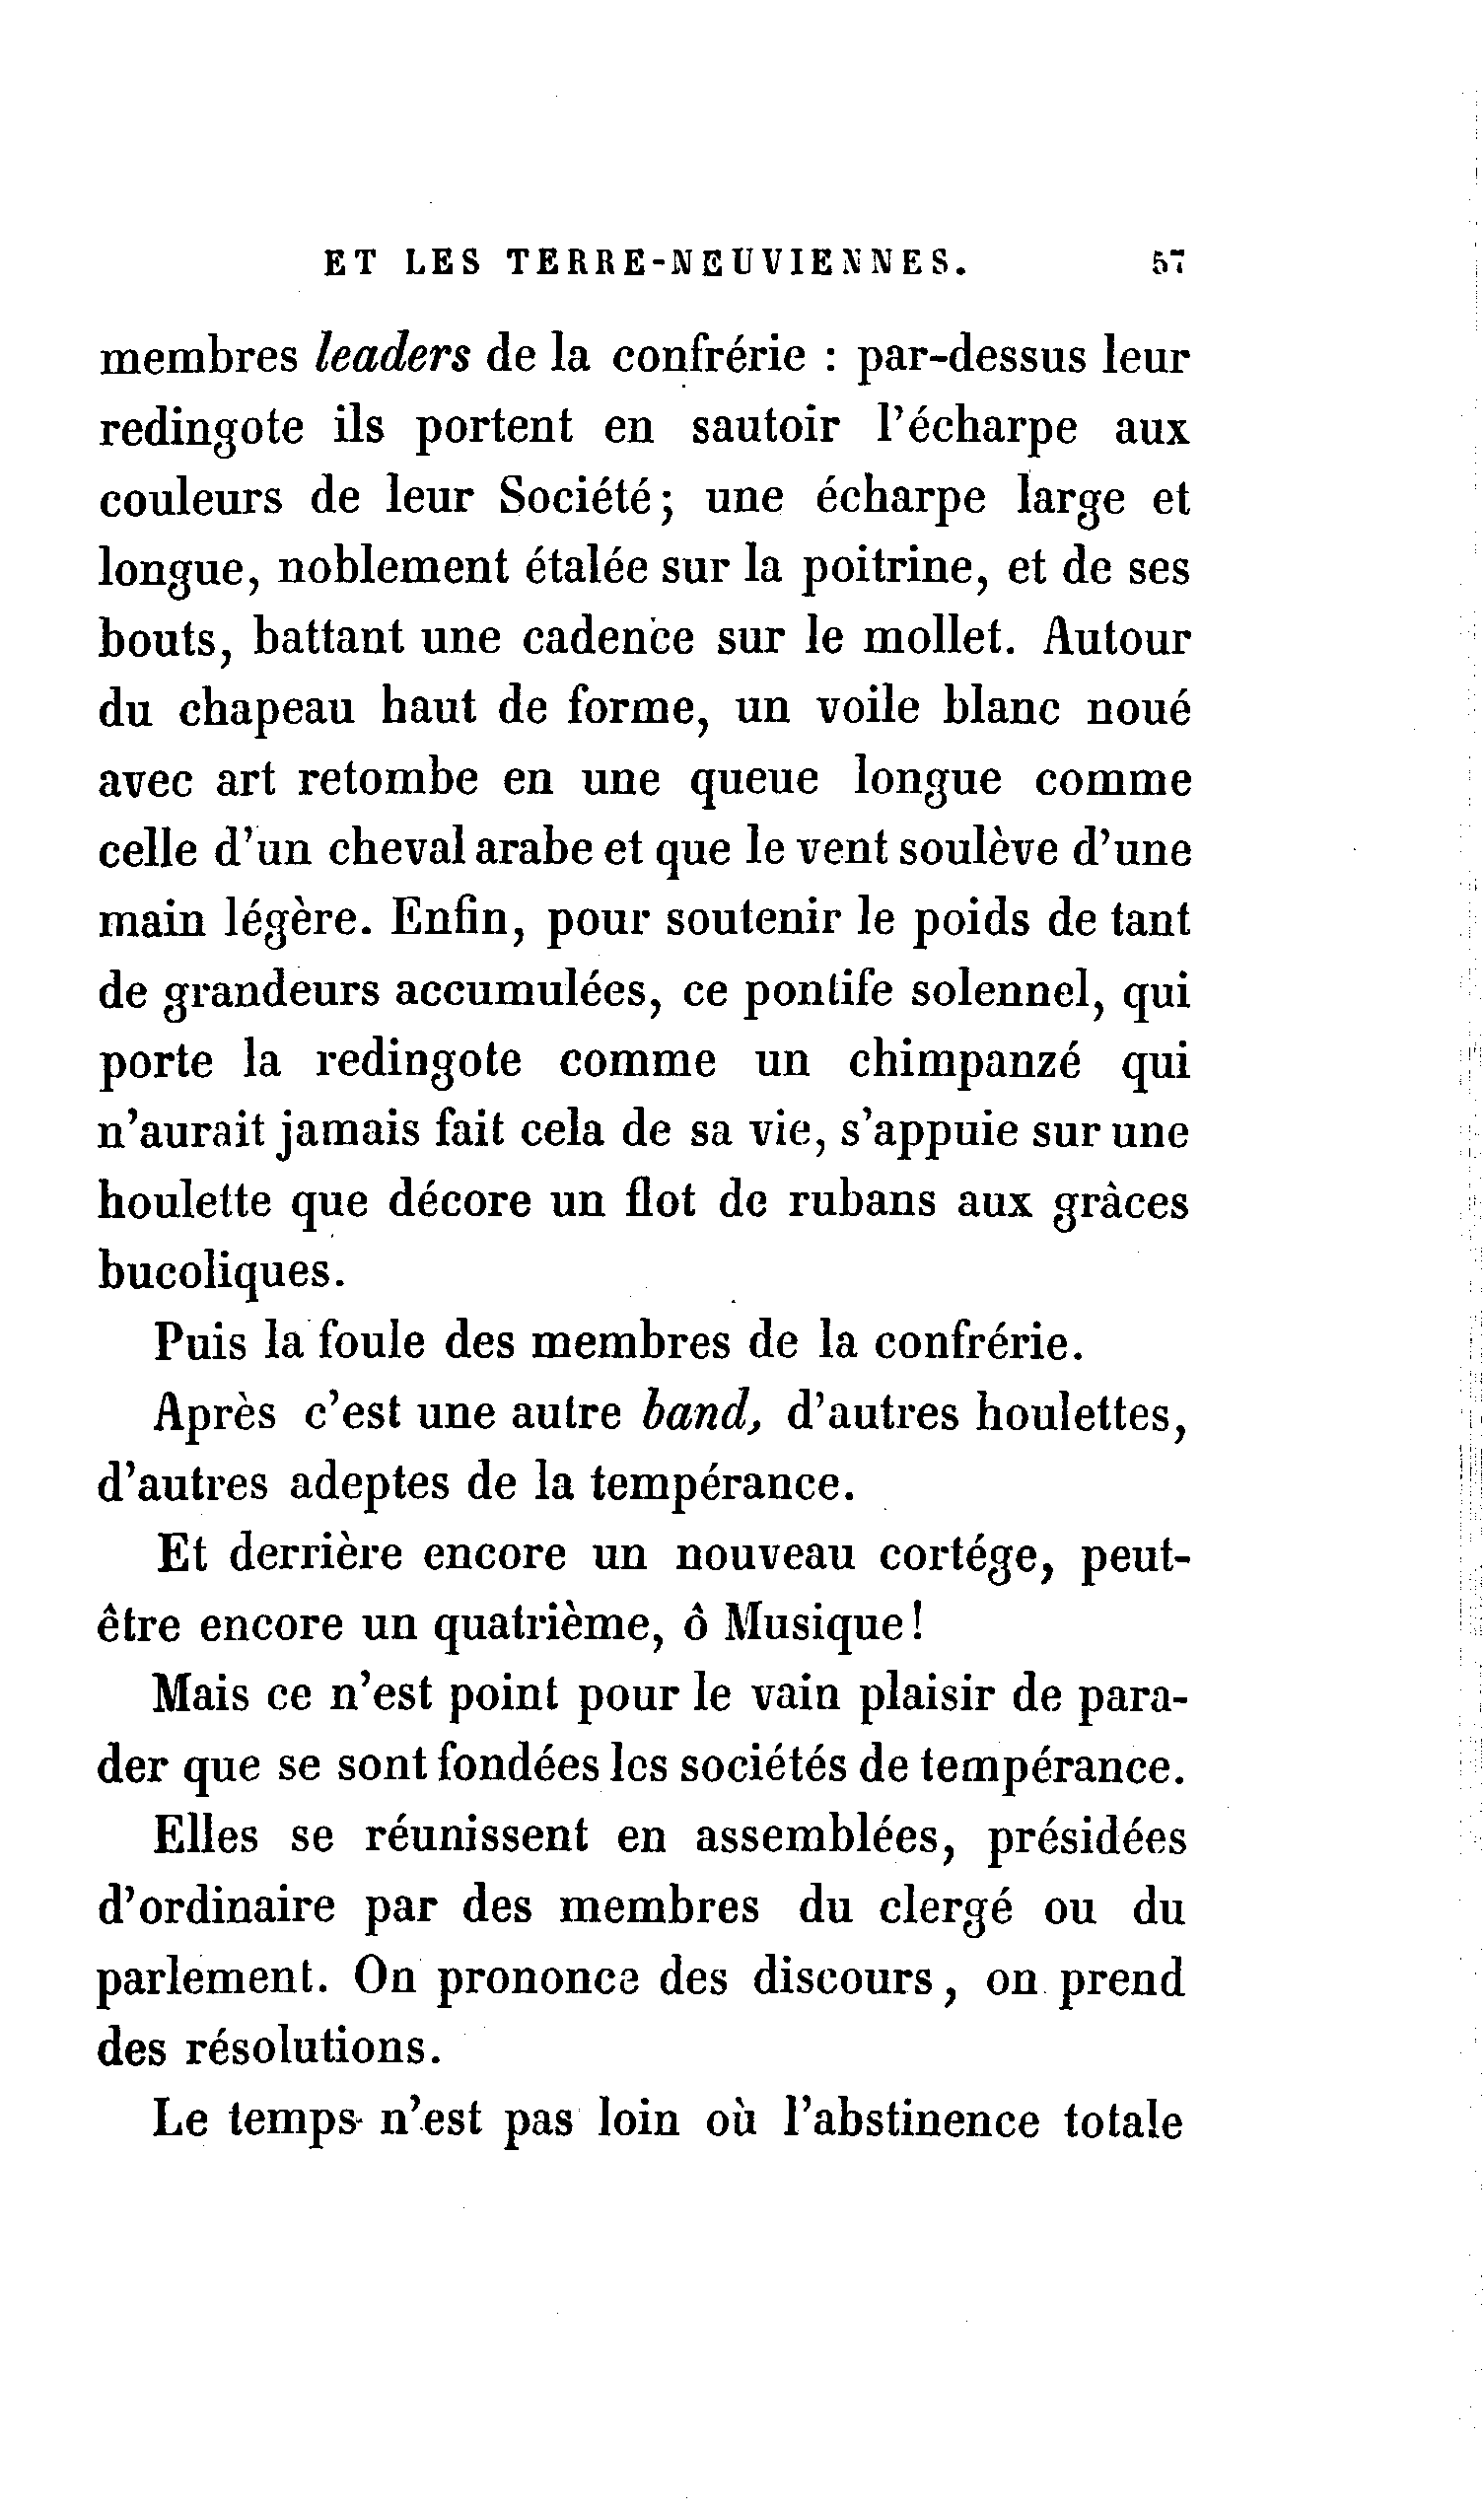 ET LES TERRE-NEUVIENNES. 57
membres leaders de la confrérie : par-dessus leur
redingote ils portent en sautoir l'écharpe aux
couleurs de leur Société; une écharpe large et
longue, noblement étalée sur la poitrine, et de ses
bouts, battant une cadence sur le mollet. Autour
du chapeau haut de forme, un voile blanc noué
avec art retombe en une queue longue comme
celle d'un cheval arabe et que le vent soulève d'une
main légère. Enfin, pour soutenir le poids de tant
de grandeurs accumulées, ce pontife solennel, qui
porte la redingote comme un chimpanzé qui
n'aurait jamais fait cela de sa vie, s'appuie sur une
houlette que décore un flot de rubans aux grâces
bucoliques.
Puis la foule des membres de la confrérie.
Après c'est une autre band, d'autres houlettes,
d'autres adeptes de la tempérance.
Et derrière encore un nouveau cortége, peut-
être encore un quatrième, ô Musique!
Mais ce n'est point pour le vain plaisir de para-
der que se sont fondées les sociétés de tempérance.
Elles se réunissent en assemblées, présidées
d'ordinaire par des membres du clergé ou du
parlement. On prononce des discours, on prend
des résolutions.
Le temps n'est pas loin où l'abstinence totale